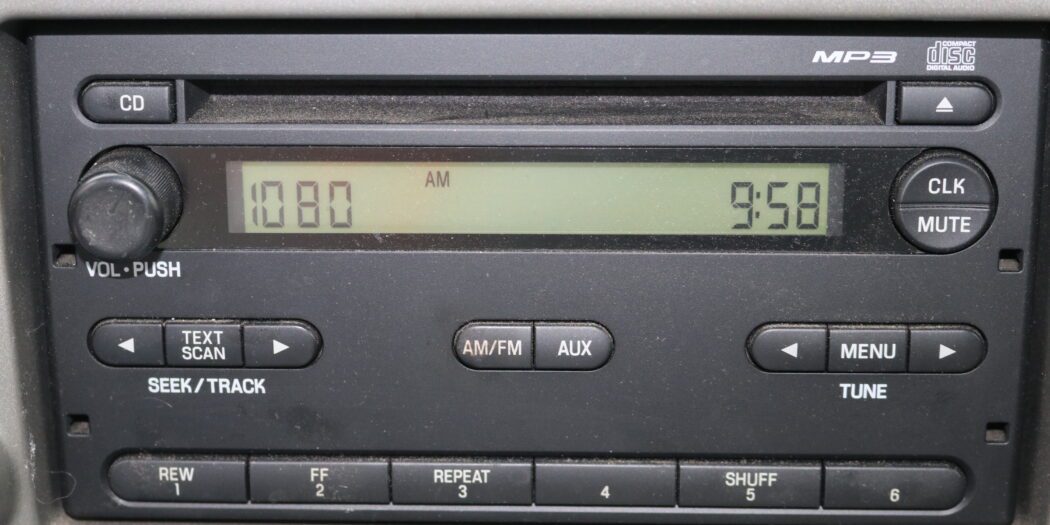 MP3
COMPACT
disc
DIGITAL AUDIO
CD
CLK
MUTE
AM
1080
9:58
VOL • PUSH
TEXT
SCAN
SEEK / TRACK
AM/FM
AUX
MENU
TUNE
REW
1
FF
2
REPEAT
3
4
SHUFF
5
6